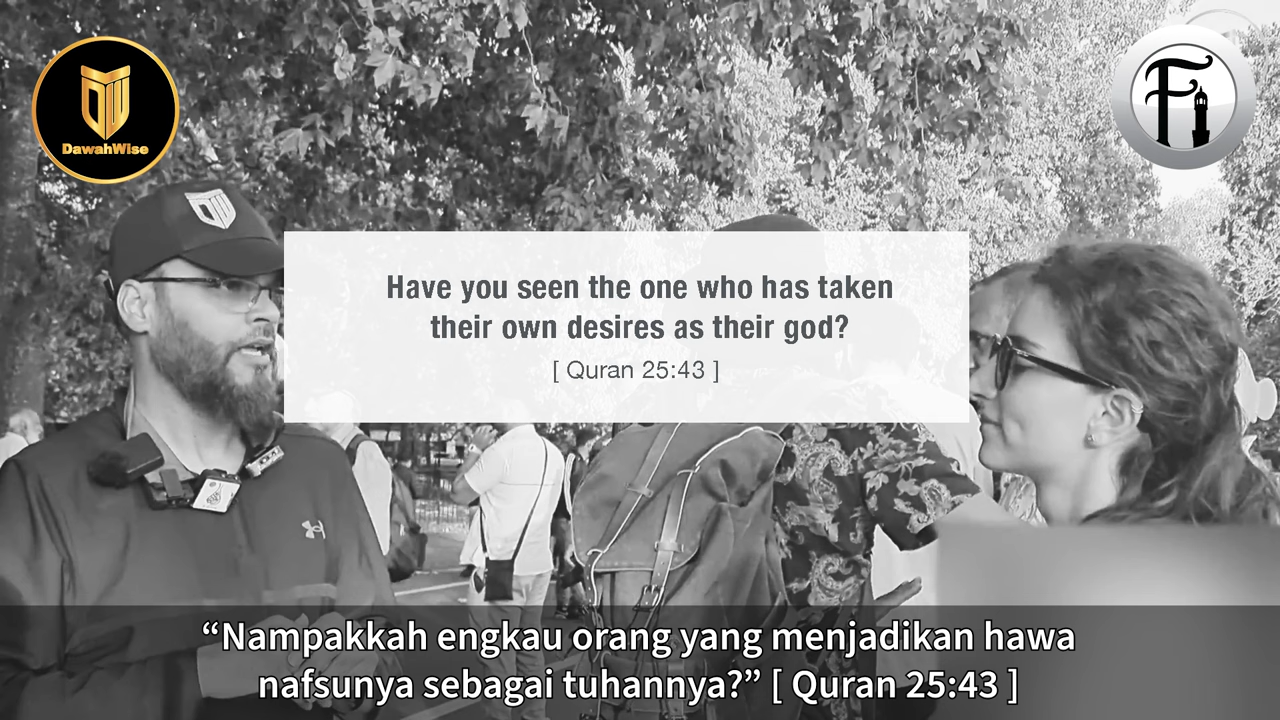 DawahWise
Fi
Have you seen the one who has taken
their own desires as their god?
[ Quran 25:43 ]
“Nampakkah engkau orang yang menjadikan hawa
nafsunya sebagai tuhannya?” [ Quran 25:43 ]